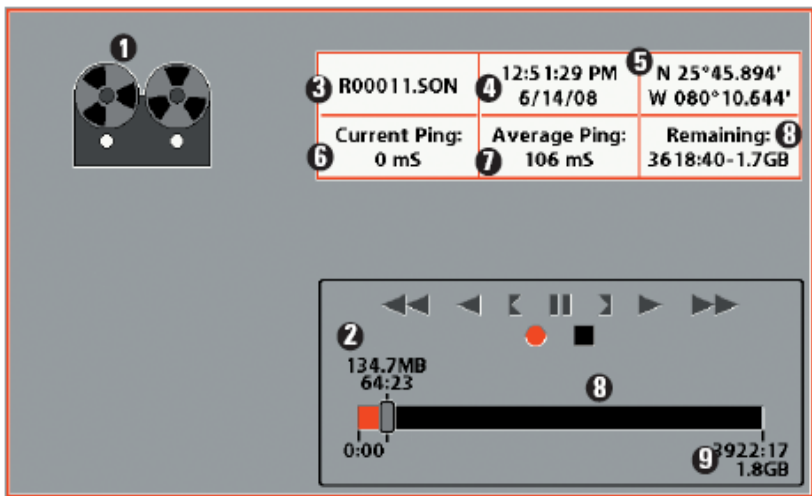 1
3 R00011.SON
4 12:51:29 PM
6/14/08
5 N 25°45.894'
W 080°10.644'
6 Current Ping:
0 mS
7 Average Ping:
106 mS
Remaining: 8
3618:40-1.7GB
2
134.7MB
64:23
8
0:00
9 3922:17
1.8GB